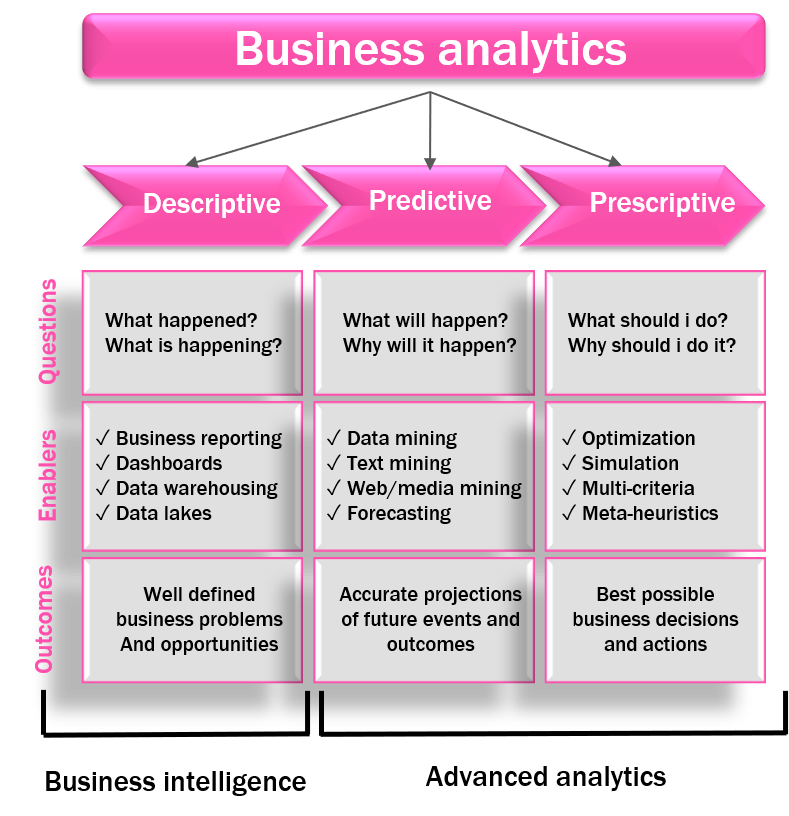 Business analytics
Descriptive
Predictive
Prescriptive
Questions
What happened?
What is happening?
What will happen?
Why will it happen?
What should i do?
Why should i do it?
Enablers
✓ Business reporting
✓ Dashboards
✓ Data warehousing
✓ Data lakes
✓ Data mining
✓ Text mining
✓ Web/media mining
✓ Forecasting
✓ Optimization
✓ Simulation
✓ Multi-criteria
✓ Meta-heuristics
Outcomes
Well defined
business problems
And opportunities
Accurate projections
of future events and
outcomes
Best possible
business decisions
and actions
Business intelligence
Advanced analytics